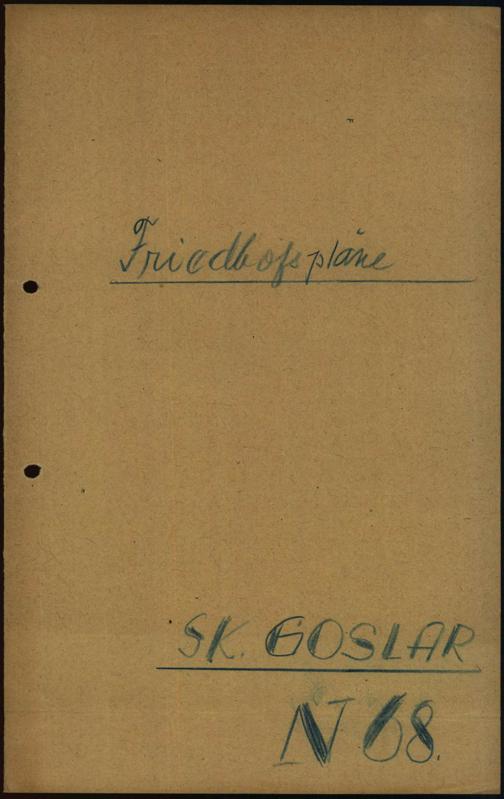 Friedhofspläne
SK. GOSLAR
N 68.